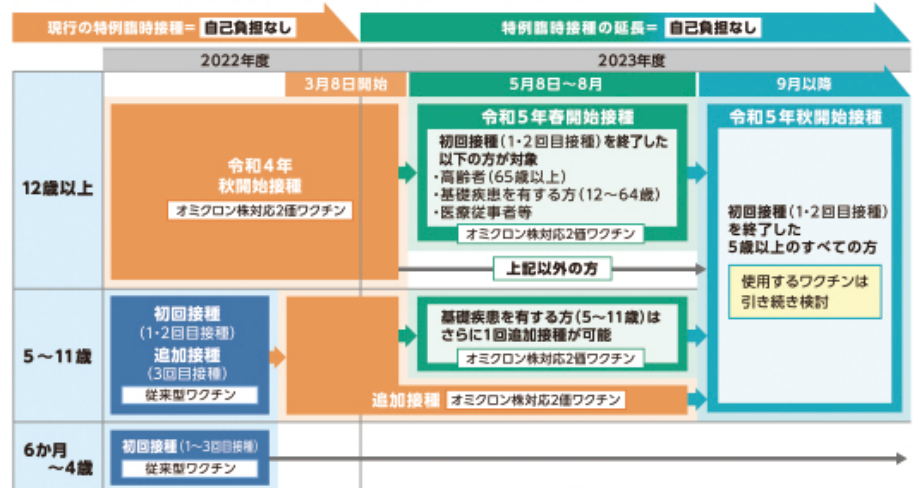 現行の特例臨時接種= 自己負担なし
特例臨時接種の延長= 自己負担なし
2022年度
2023年度
3月8日開始
5月8日～8月
9月以降
12歳以上
令和4年
秋開始接種
オミクロン株対応2価ワクチン
令和5年春開始接種
初回接種(1・2回目接種)を終了した
以下の方が対象
・高齢者(65歳以上)
・基礎疾患を有する方(12～64歳)
・医療従事者等
オミクロン株対応2価ワクチン
上記以外の方
令和5年秋開始接種
初回接種(1・2回目接種)
を終了した
5歳以上のすべての方
使用するワクチンは
引き続き検討
5～11歳
初回接種
(1・2回目接種)
追加接種
(3回目接種)
従来型ワクチン
基礎疾患を有する方(5～11歳)は
さらに1回追加接種が可能
オミクロン株対応2価ワクチン
追加接種 オミクロン株対応2価ワクチン
6か月
～4歳
初回接種(1～3回目接種)
従来型ワクチン